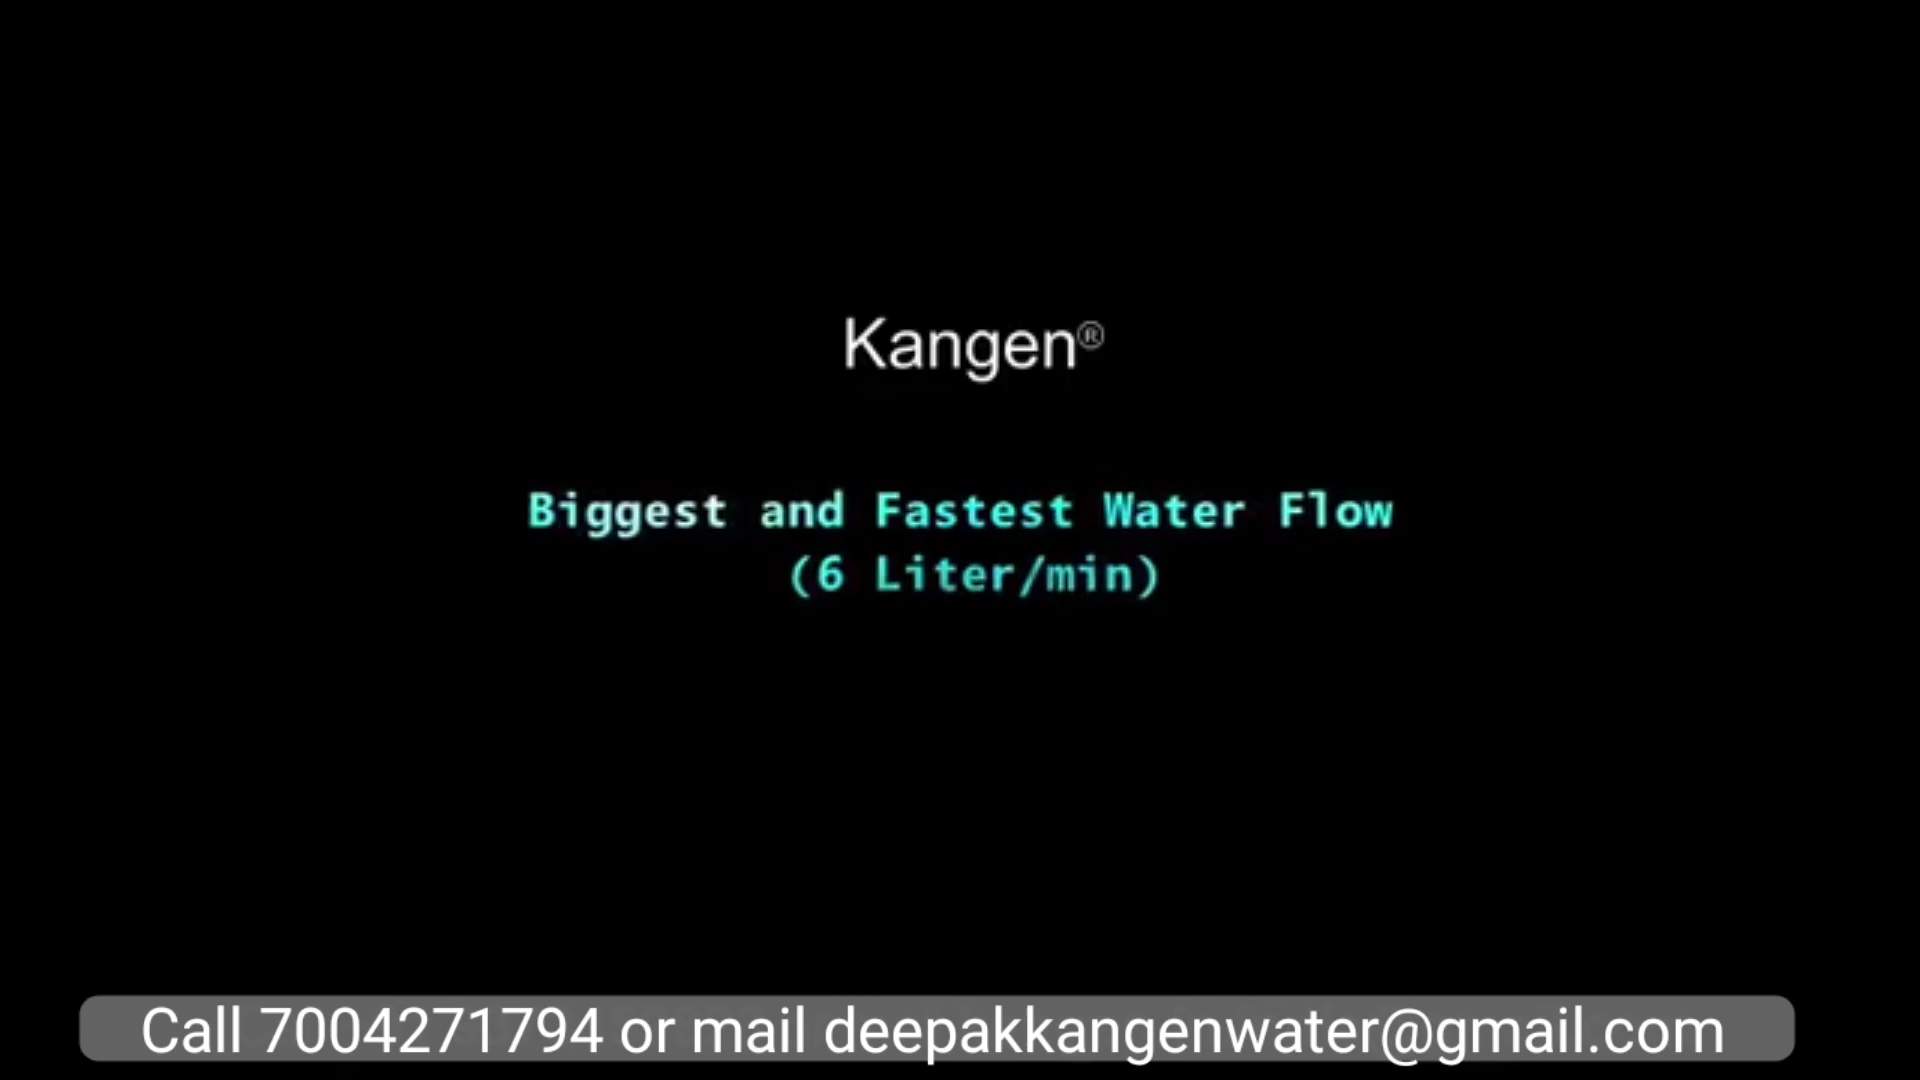 Kangen®
Biggest and Fastest Water Flow
(6 Liter/min)
Call 7004271794 or mail deepakkangenwater@gmail.com